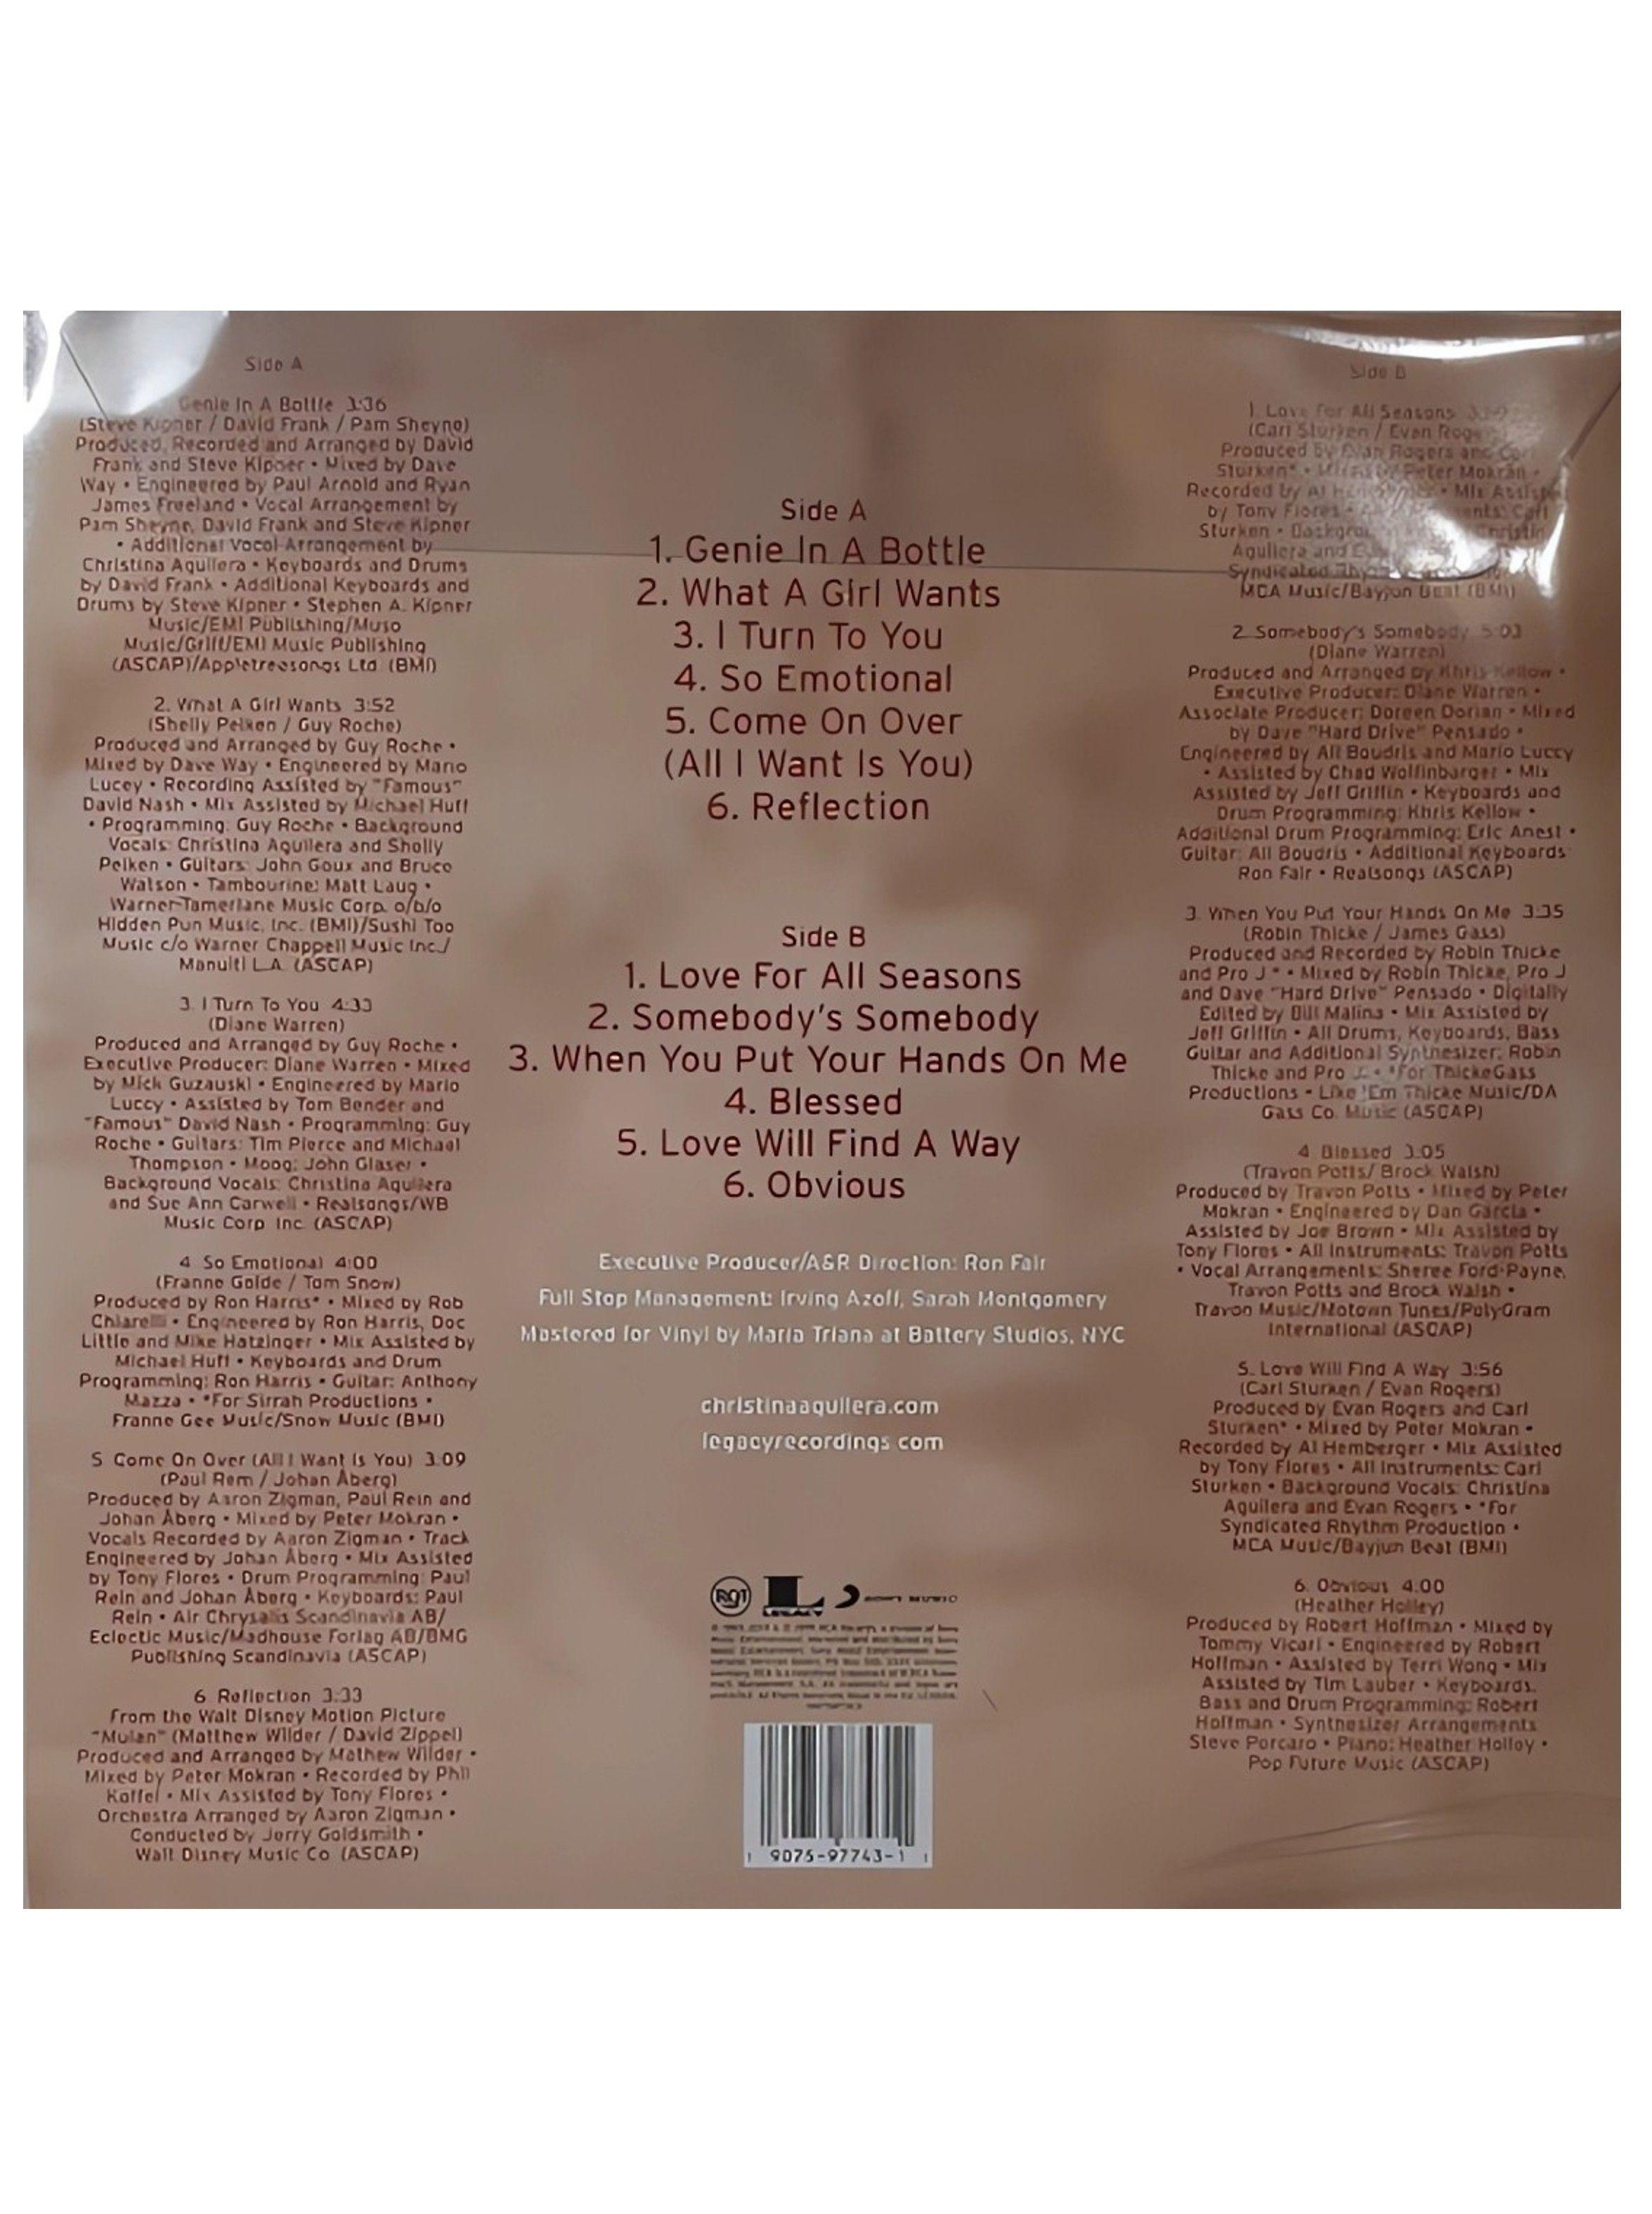 Side A
Genie In A Bottle 3:36
(Steve Kipner / David Frank / Pam Sheyne)
Produced, Recorded and Arranged by David
Frank and Steve Kipner • Mixed by Dave
Way • Engineered by Paul Arnold and Ryan
James Freeland • Vocal Arrangement by
Pam Sheyne, David Frank and Steve Kipner
• Additional Vocal Arrangement by
Christina Aguilera • Keyboards and Drums
by David Frank • Additional Keyboards and
Drums by Steve Kipner • Stephen A. Kipner
Music/EMI Publishing/Muso
Music/Griff/EMI Music Publishing
(ASCAP)/Appletreesongs Ltd (BMI)
2. What A Girl Wants 3:52
(Shelly Peiken / Guy Roche)
Produced and Arranged by Guy Roche •
Mixed by Dave Way • Engineered by Mario
Lucey • Recording Assisted by "Famous"
David Nash • Mix Assisted by Michael Huff
• Programming: Guy Roche • Background
Vocals: Christina Aguilera and Shelly
Peiken • Guitars: John Goux and Bruce
Watson • Tambourine: Matt Laug •
Warner-Tamerlane Music Corp. o/b/o
Hidden Pun Music, Inc. (BMI)/Sushi Too
Music c/o Warner Chappell Music Inc./
Manuiti L.A. (ASCAP)
3. I Turn To You 4:33
(Diane Warren)
Produced and Arranged by Guy Roche •
Executive Producer: Diane Warren • Mixed
by Mick Guzauski • Engineered by Mario
Luccy • Assisted by Tom Bender and
"Famous" David Nash • Programming: Guy
Roche • Guitars: Tim Pierce and Michael
Thompson • Moog: John Glaser •
Background Vocals: Christina Aguilera
and Sue Ann Carwell • Realsongs/WB
Music Corp Inc. (ASCAP)
4. So Emotional 4:00
(Franne Golde / Tom Snow)
Produced by Ron Harris* • Mixed by Rob
Chiarelli • Engineered by Ron Harris, Doc
Little and Mike Hatzinger • Mix Assisted by
Michael Huff • Keyboards and Drum
Programming: Ron Harris • Guitar: Anthony
Mazza • *For Sirrah Productions •
Franne Gee Music/Snow Music (BMI)
5. Come On Over (All I Want Is You) 3:09
(Paul Rein / Johan Åberg)
Produced by Aaron Zigman, Paul Rein and
Johan Åberg • Mixed by Peter Mokran •
Vocals Recorded by Aaron Zigman • Track
Engineered by Johan Åberg • Mix Assisted
by Tony Flores • Drum Programming: Paul
Rein and Johan Åberg • Keyboards: Paul
Rein • Air Chrysalis Scandinavia AB/
Eclectic Music/Madhouse Forlag AB/BMG
Publishing Scandinavia (ASCAP)
6. Reflection 3:33
From the Walt Disney Motion Picture
"Mulan" (Matthew Wilder / David Zippel)
Produced and Arranged by Mathew Wilder •
Mixed by Peter Mokran • Recorded by Phil
Kaffel • Mix Assisted by Tony Flores •
Orchestra Arranged by Aaron Zigman •
Conducted by Jerry Goldsmith •
Walt Disney Music Co (ASCAP)
Side A
1. Genie In A Bottle
2. What A Girl Wants
3. I Turn To You
4. So Emotional
5. Come On Over
(All I Want Is You)
6. Reflection
Side B
1. Love For All Seasons
2. Somebody's Somebody
3. When You Put Your Hands On Me
4. Blessed
5. Love Will Find A Way
6. Obvious
Executive Producer/A&R Direction: Ron Fair
Full Stop Management: Irving Azoff, Sarah Montgomery
Mastered for Vinyl by Maria Triana at Battery Studios, NYC
christinaaguilera.com
legacyrecordings.com
RCA L LEGACY SONY MUSIC
1 9075-97743-1 1
Side B
1. Love For All Seasons
(Carl Sturken / Evan
Produced by Evan Rogers and Carl
Sturken* • Mixed by Peter Mokran •
Recorded by Al • Mix Assisted
by Tony Flores • Carl
Sturken • Christina
Aguilera and
Syndicated
MCA Music/Bayjun Beat (BMI)
2. Somebody's Somebody 5:03
(Diane Warren)
Produced and Arranged by Khris Kellow •
Executive Producer: Diane Warren •
Associate Producer: Doreen Dorian • Mixed
by Dave "Hard Drive" Pensado •
Engineered by Ali Boudris and Mario Luccy
• Assisted by Chad Wolfinbarger • Mix
Assisted by Jeff Griffin • Keyboards and
Drum Programming: Khris Kellow •
Additional Drum Programming: Eric Anest •
Guitar: Ali Boudris • Additional Keyboards
Ron Fair • Realsongs (ASCAP)
3. When You Put Your Hands On Me 3:35
(Robin Thicke / James Gass)
Produced and Recorded by Robin Thicke
and Pro J * • Mixed by Robin Thicke, Pro J
and Dave "Hard Drive" Pensado • Digitally
Edited by Bill Malina • Mix Assisted by
Jeff Griffin • All Drums, Keyboards, Bass
Guitar and Additional Synthesizer: Robin
Thicke and Pro J. • *For ThickeGass
Productions • Like 'Em Thicke Music/DA
Gass Co. Music (ASCAP)
4. Blessed 3:05
(Travon Potts/ Brock Walsh)
Produced by Travon Potts • Mixed by Peter
Mokran • Engineered by Dan Garcia •
Assisted by Joe Brown • Mix Assisted by
Tony Flores • All Instruments: Travon Potts
• Vocal Arrangements: Sheree Ford-Payne,
Travon Potts and Brock Walsh •
Travon Music/Motown Tunes/PolyGram
International (ASCAP)
5. Love Will Find A Way 3:56
(Carl Sturken / Evan Rogers)
Produced by Evan Rogers and Carl
Sturken* • Mixed by Peter Mokran •
Recorded by Al Hemberger • Mix Assisted
by Tony Flores • All Instruments: Carl
Sturken • Background Vocals: Christina
Aguilera and Evan Rogers • *For
Syndicated Rhythm Production •
MCA Music/Bayjun Beat (BMI)
6. Obvious 4:00
(Heather Holley)
Produced by Robert Hoffman • Mixed by
Tommy Vicari • Engineered by Robert
Hoffman • Assisted by Terri Wong • Mix
Assisted by Tim Lauber • Keyboards,
Bass and Drum Programming: Robert
Hoffman • Synthesizer Arrangements
Steve Porcaro • Piano: Heather Holley •
Pop Future Music (ASCAP)